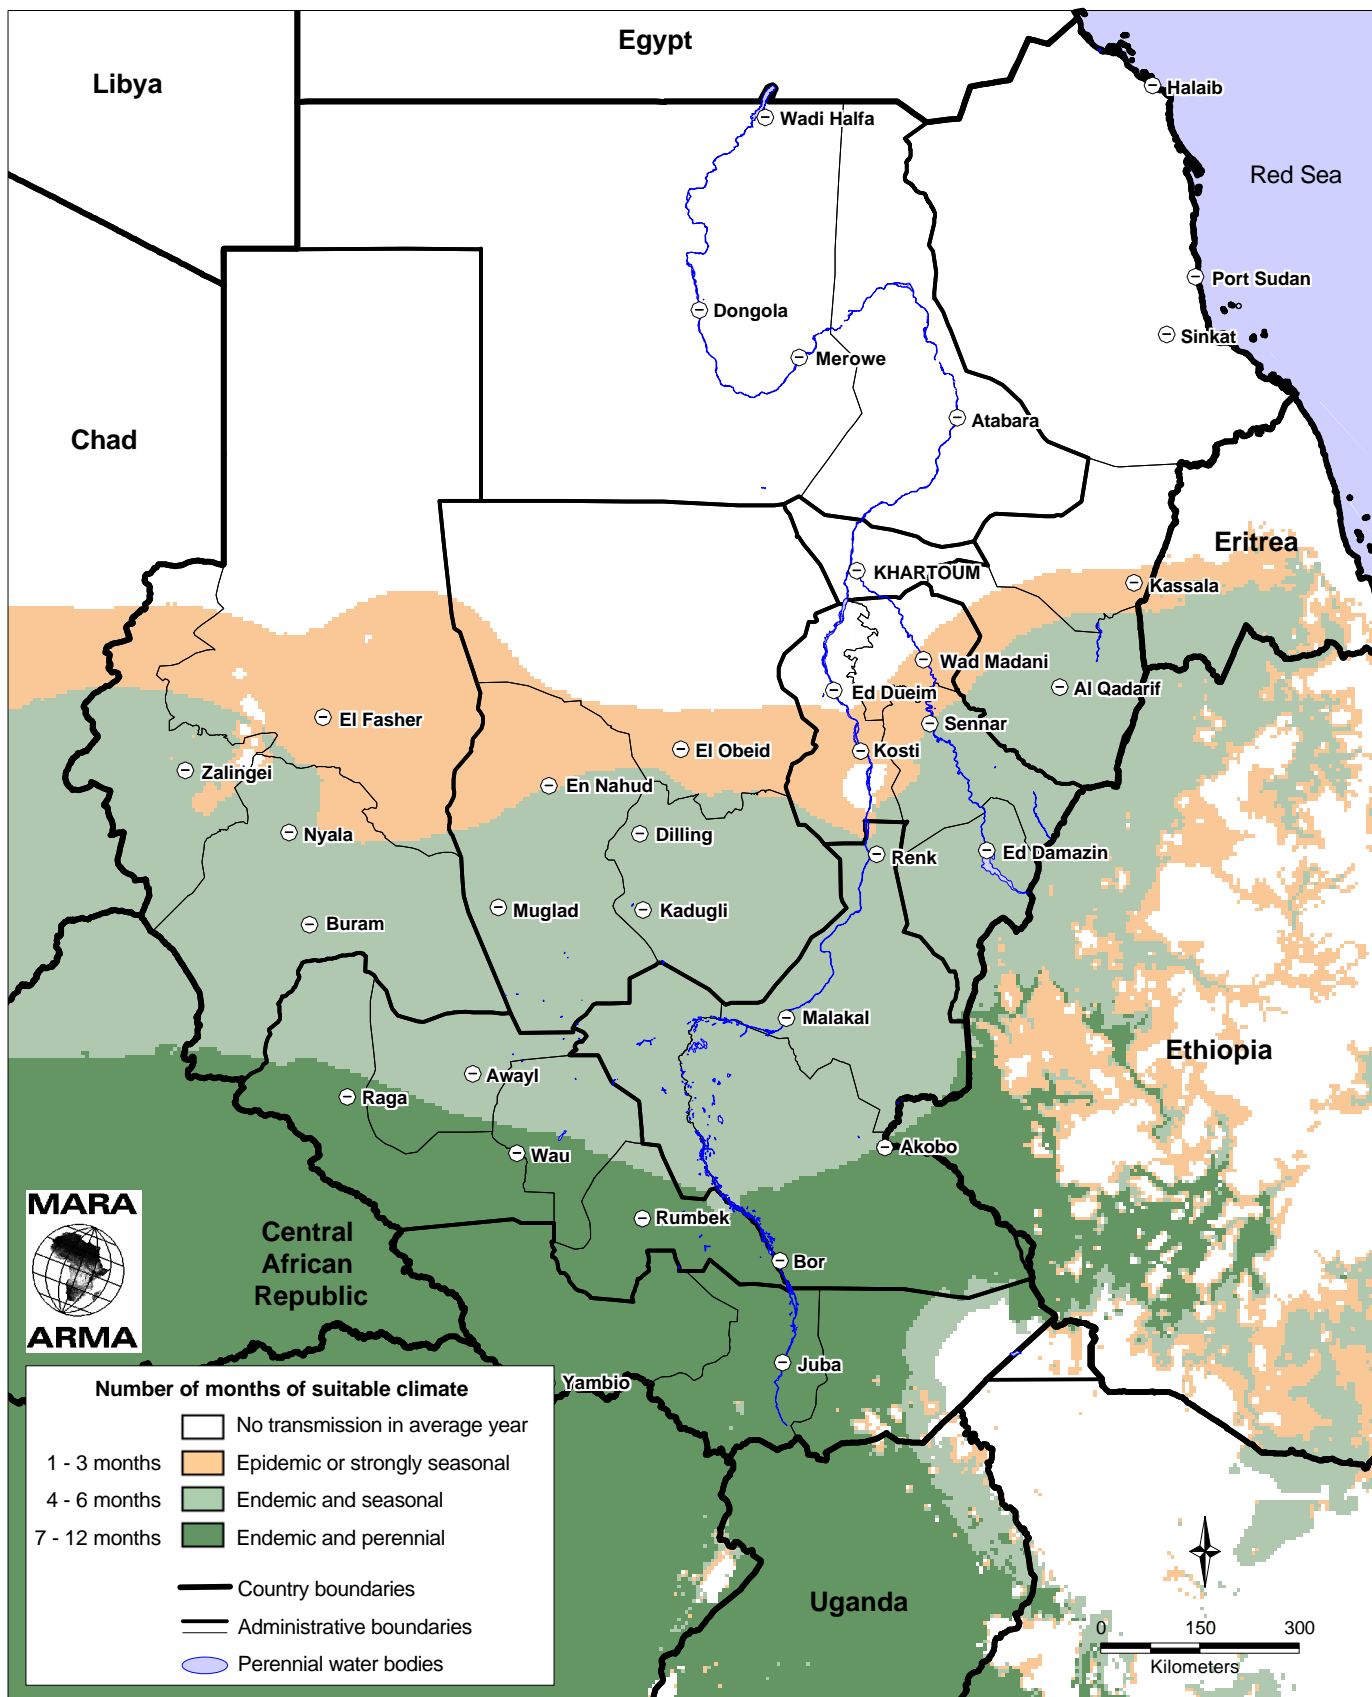 Egypt
Libya
Halaib
Wadi Halfa
Red Sea
Port Sudan
Dongola
Sinkat
Merowe
Atabara
Chad
Eritrea
KHARTOUM
Kassala
Wad Madani
Al Qadarif
Ed Dueim
El Fasher
Sennar
El Obeid
Kosti
Zalingei
En Nahud
Nyala
Dilling
Renk
Ed Damazin
Muglad
Kadugli
Buram
Malakal
Ethiopia
Awayl
Raga
Akobo
Wau
MARA
Rumbek
Central
African
Republic
Bor
ARMA
Juba
Yambio
Number of months of suitable climate
No transmission in average year
1 - 3 months Epidemic or strongly seasonal
4 - 6 months Endemic and seasonal
7 - 12 months Endemic and perennial
Country boundaries
Administrative boundaries
Perennial water bodies
Uganda
0 150 300
Kilometers